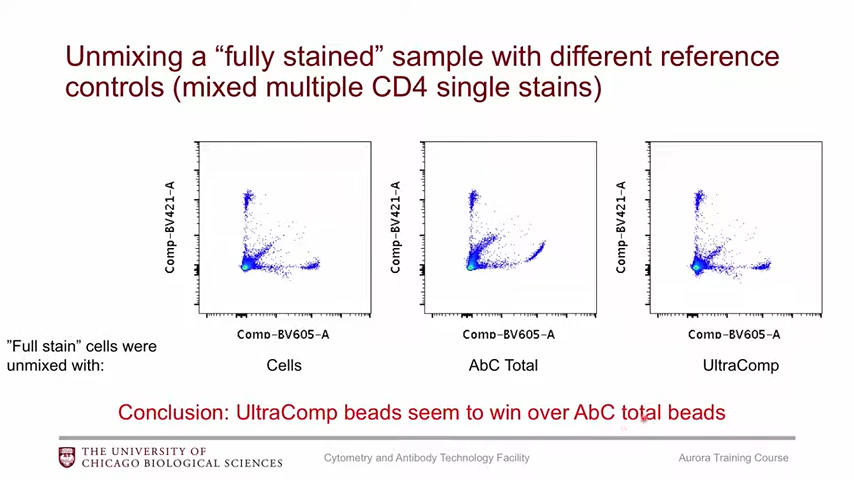 Unmixing a “fully stained” sample with different reference
controls (mixed multiple CD4 single stains)
Comp-BV421-A
Comp-BV605-A
Comp-BV421-A
Comp-BV605-A
Comp-BV421-A
Comp-BV605-A
”Full stain” cells were
unmixed with:
Cells
AbC Total
UltraComp
Conclusion: UltraComp beads seem to win over AbC total beads
THE UNIVERSITY OF
CHICAGO BIOLOGICAL SCIENCES
Cytometry and Antibody Technology Facility
Aurora Training Course